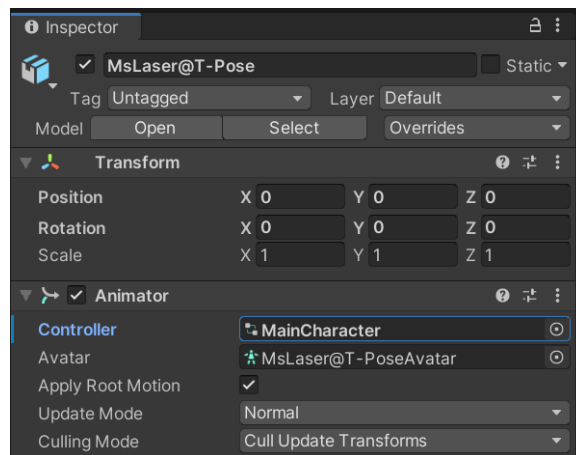 Inspector
MsLaser@T-Pose Static
Tag Untagged Layer Default
Model Open Select Overrides
Transform
Position X 0 Y 0 Z 0
Rotation X 0 Y 0 Z 0
Scale X 1 Y 1 Z 1
Animator
Controller MainCharacter
Avatar MsLaser@T-PoseAvatar
Apply Root Motion
Update Mode Normal
Culling Mode Cull Update Transforms